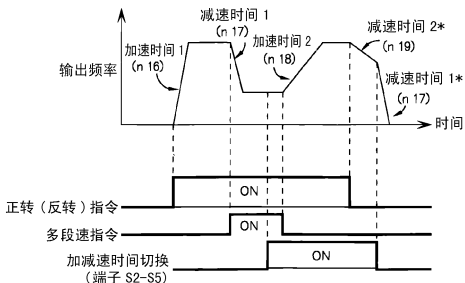 输出频率
加速时间 1
(n 16)
减速时间 1
(n 17)
加速时间 2
(n 18)
减速时间 2*
(n 19)
减速时间 1*
(n 17)
时间
正转（反转）指令
ON
多段速指令
ON
加减速时间切换
（端子 S2-S5）
ON